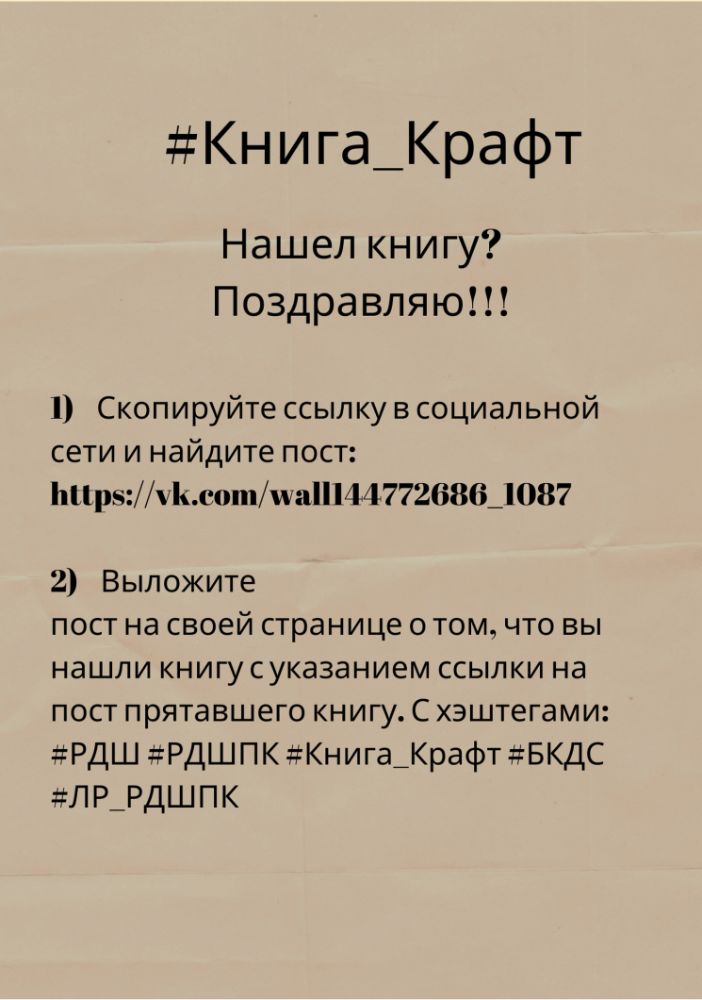 #Книга_Крафт
Нашел книгу?
Поздравляю!!!
1) Скопируйте ссылку в социальной
сети и найдите пост:
https://vk.com/wall144772686_1087
2) Выложите
пост на своей странице о том, что вы
нашли книгу с указанием ссылки на
пост прятавшего книгу. С хэштегами:
#РДШ #РДШПК #Книга_Крафт #БКДС
#ЛР_РДШПК